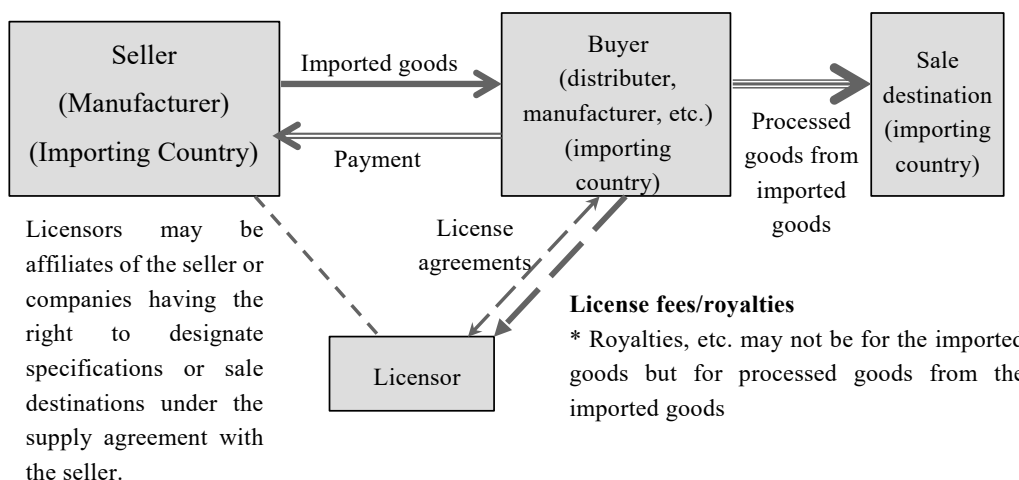 Seller
(Manufacturer)
(Importing Country)
Imported goods
Payment
Buyer
(distributer,
manufacturer, etc.)
(importing
country)
Processed
goods from
imported
goods
Sale
destination
(importing
country)
Licensors may be
affiliates of the seller or
companies having the
right to designate
specifications or sale
destinations under the
supply agreement with
the seller.
License
agreements
Licensor
License fees/royalties
* Royalties, etc. may not be for the imported
goods but for processed goods from the
imported goods